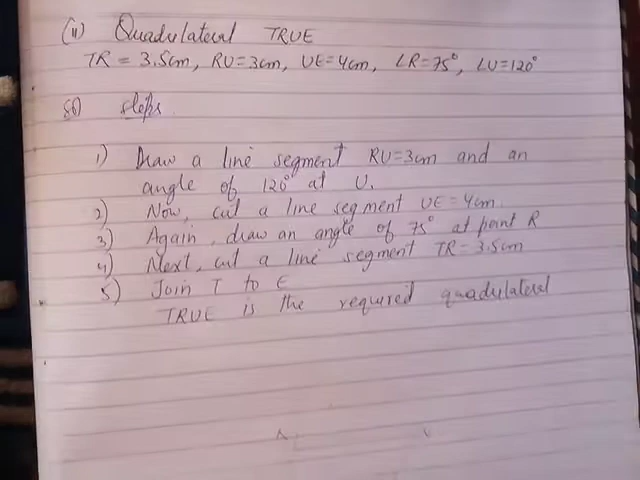 (ii) Quadrilateral TRUE
TR = 3.5cm, RU=3cm, UE=4cm, ∠R=75°, ∠U=120°
Sol) steps.
1) Draw a line segment RU=3cm and an
angle of 120° at U.
2) Now, cut a line segment UE=4cm.
3) Again, draw an angle of 75° at point R
4) Next, cut a line segment TR=3.5cm
5) Join T to E
TRUE is the required quadrilateral